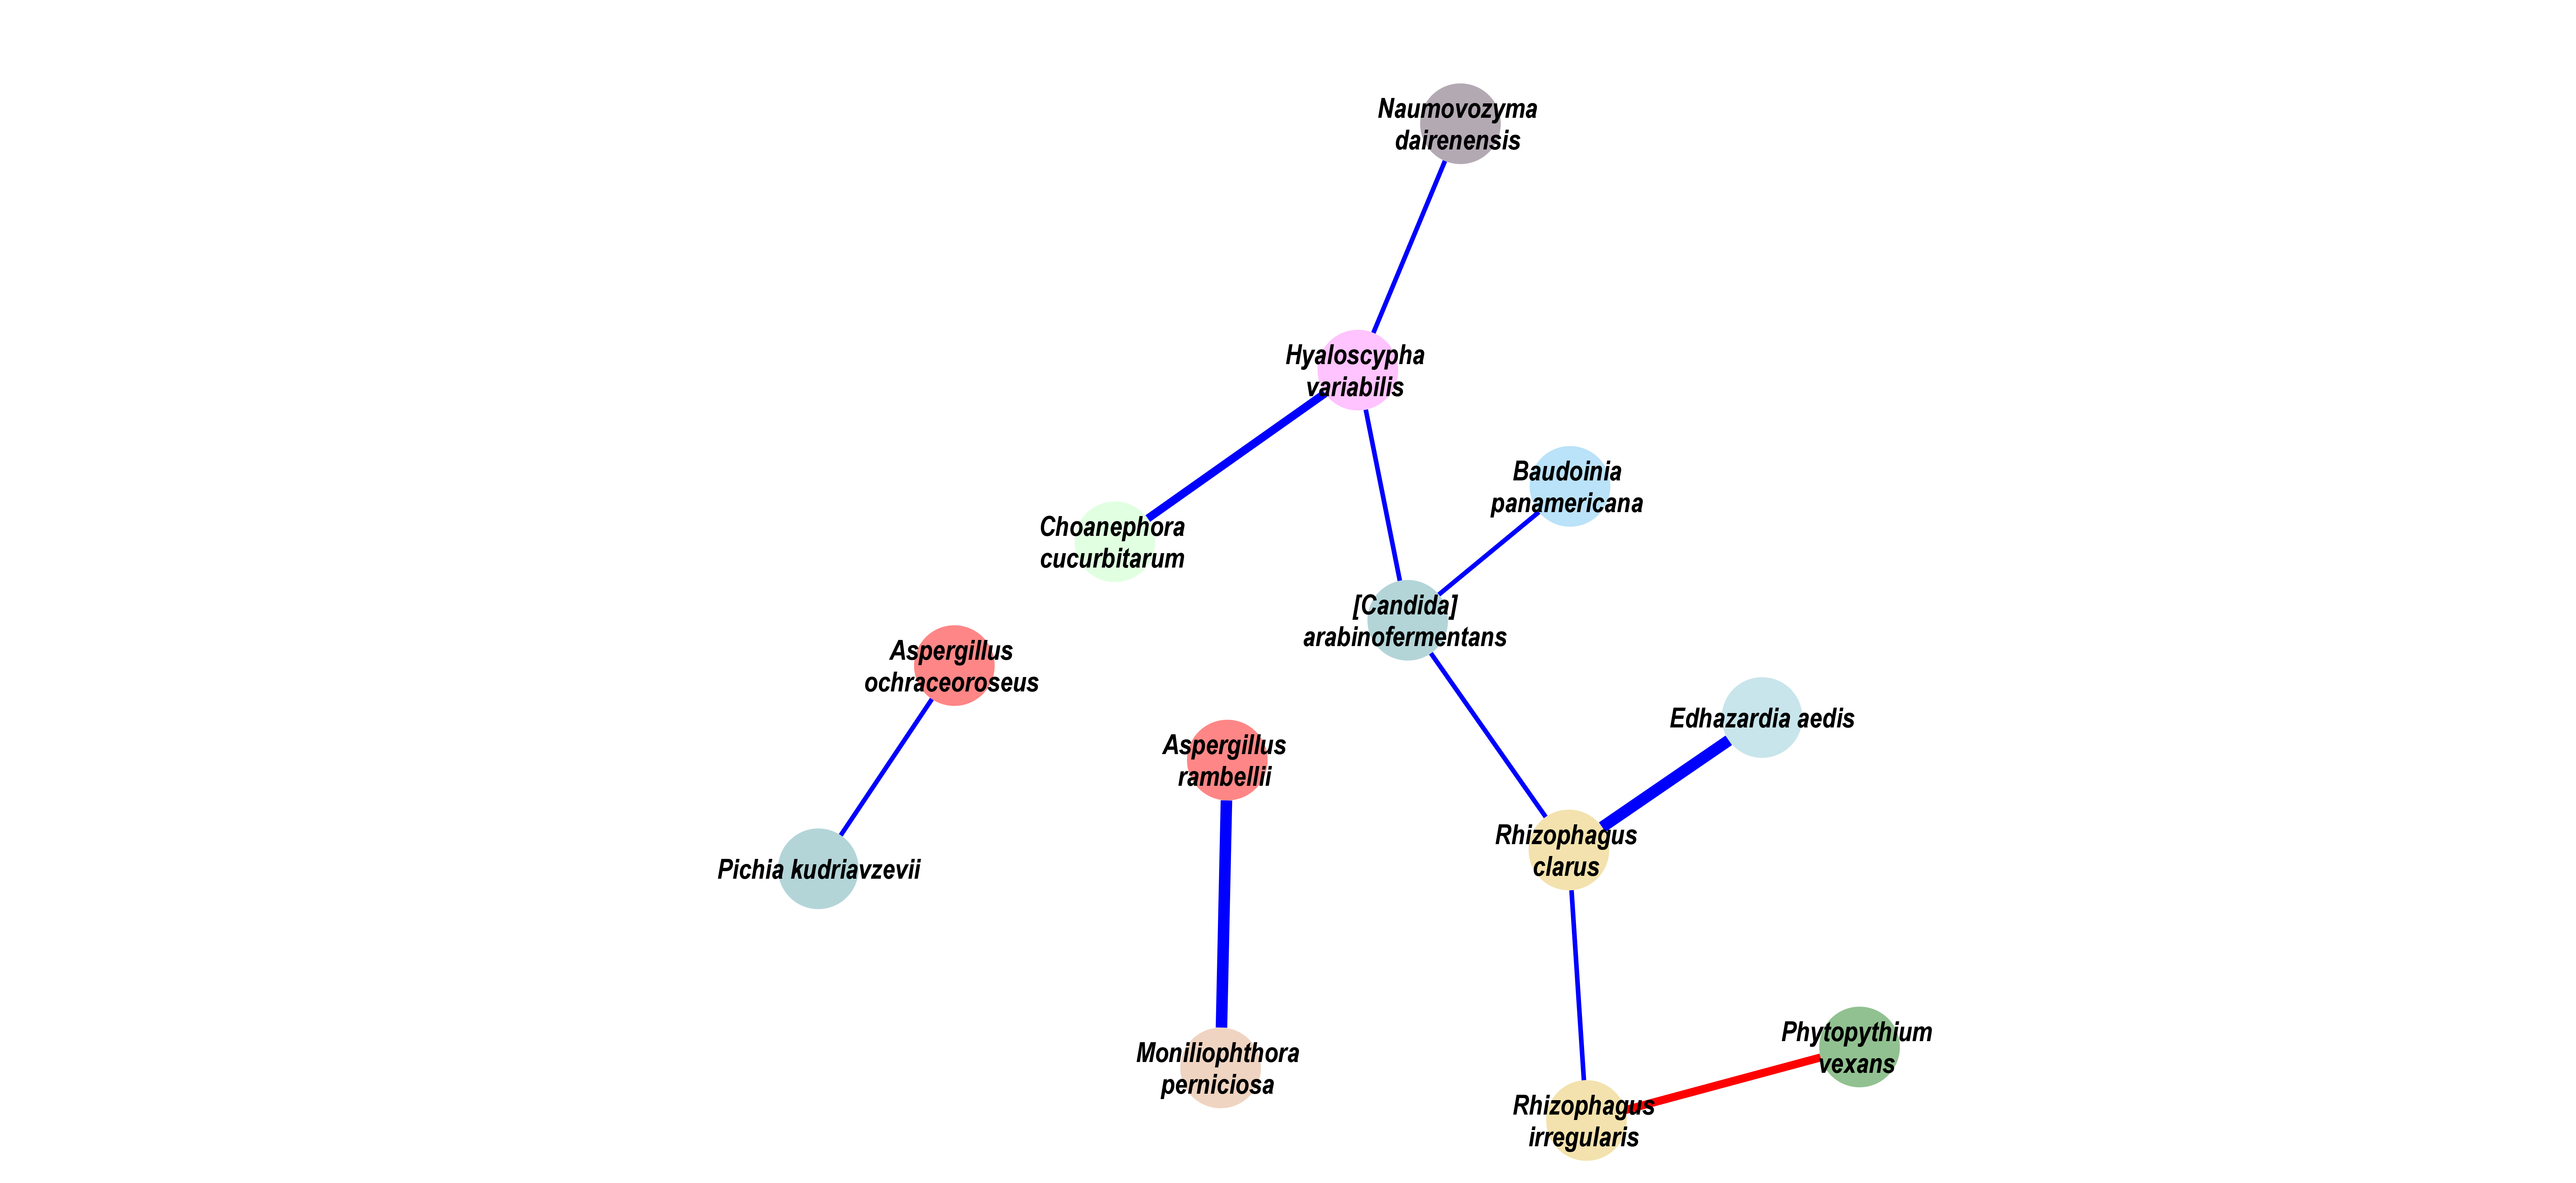 Naumovozyma
dairenensis
Hyaloscypha
variabilis
Baudoinia
panamericana
Choanephora
cucurbitarum
[Candida]
arabinofermentans
Aspergillus
ochraceoroseus
Edhazardia aedis
Aspergillus
rambellii
Rhizophagus
clarus
Pichia kudriavzevii
Phytopythium
vexans
Moniliophthora
perniciosa
Rhizophagus
irregularis